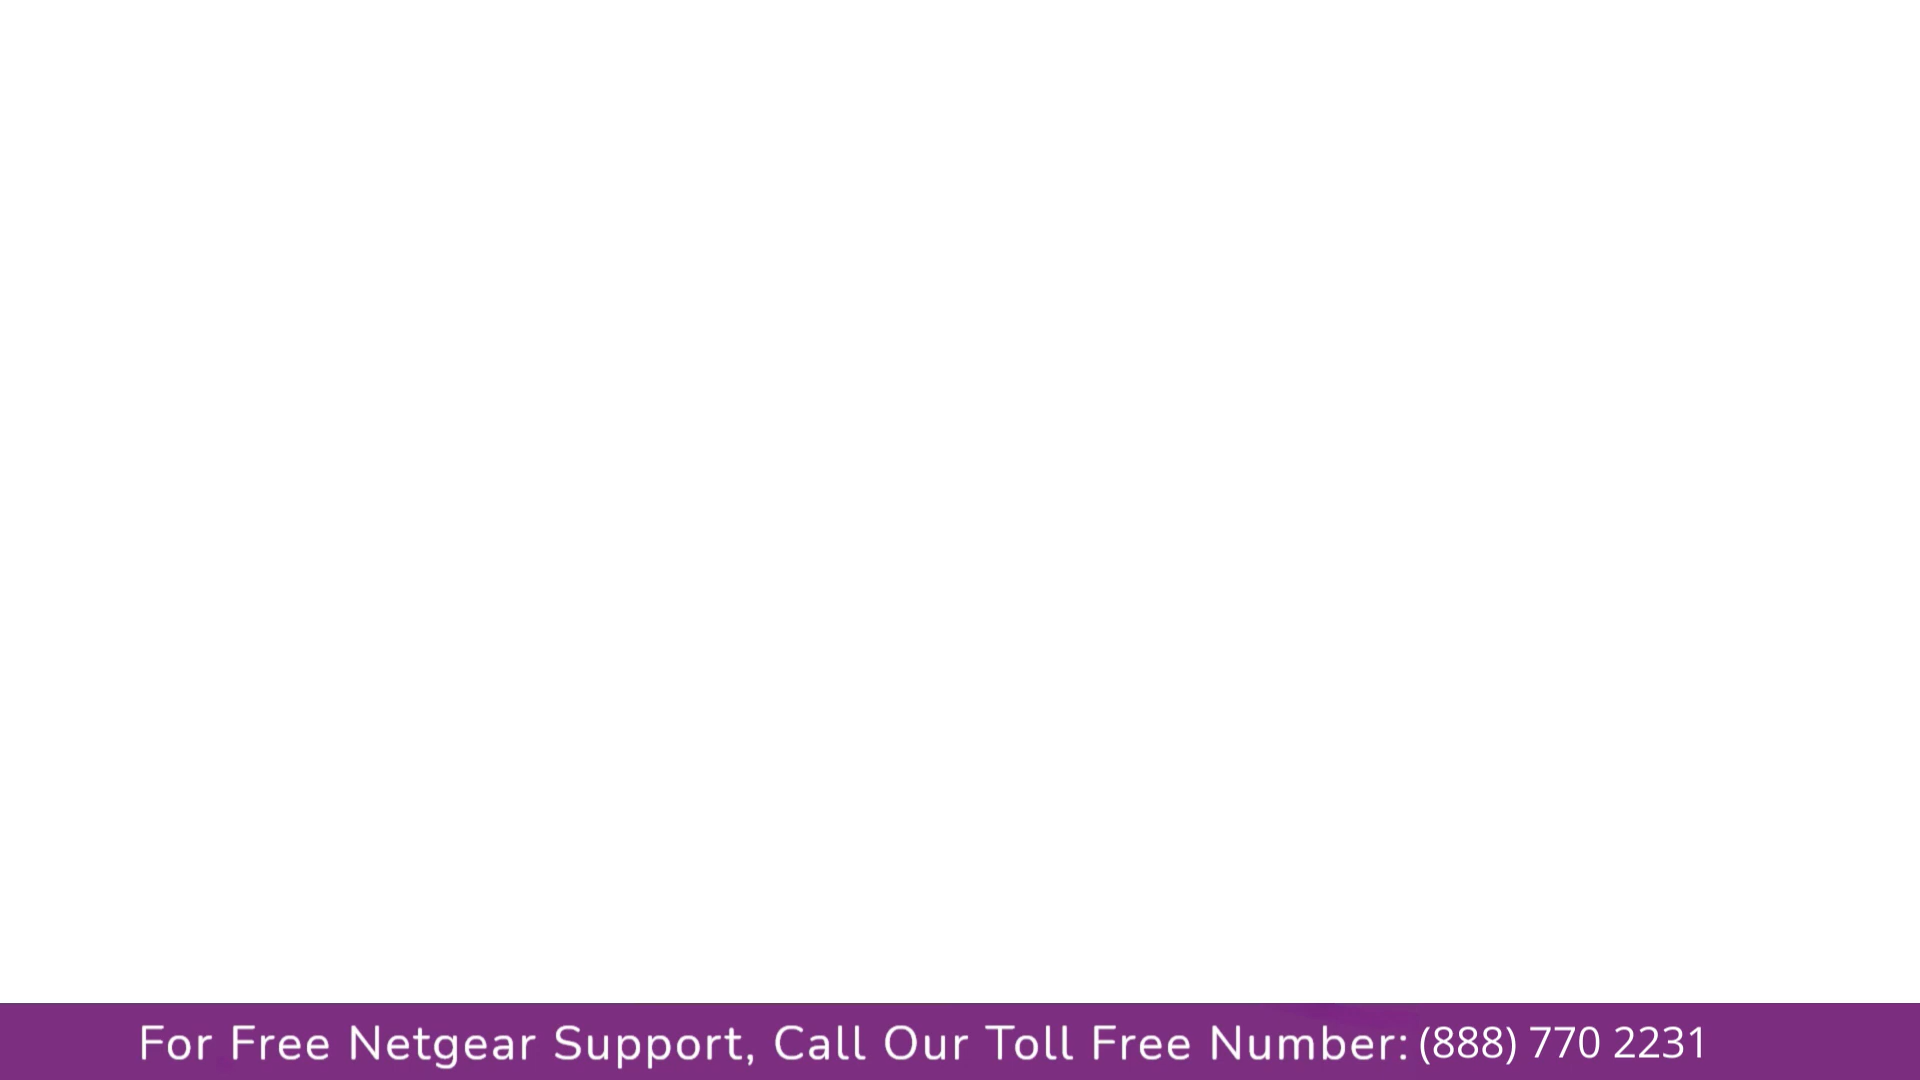 For Free Netgear Support, Call Our Toll Free Number: (888) 770 2231